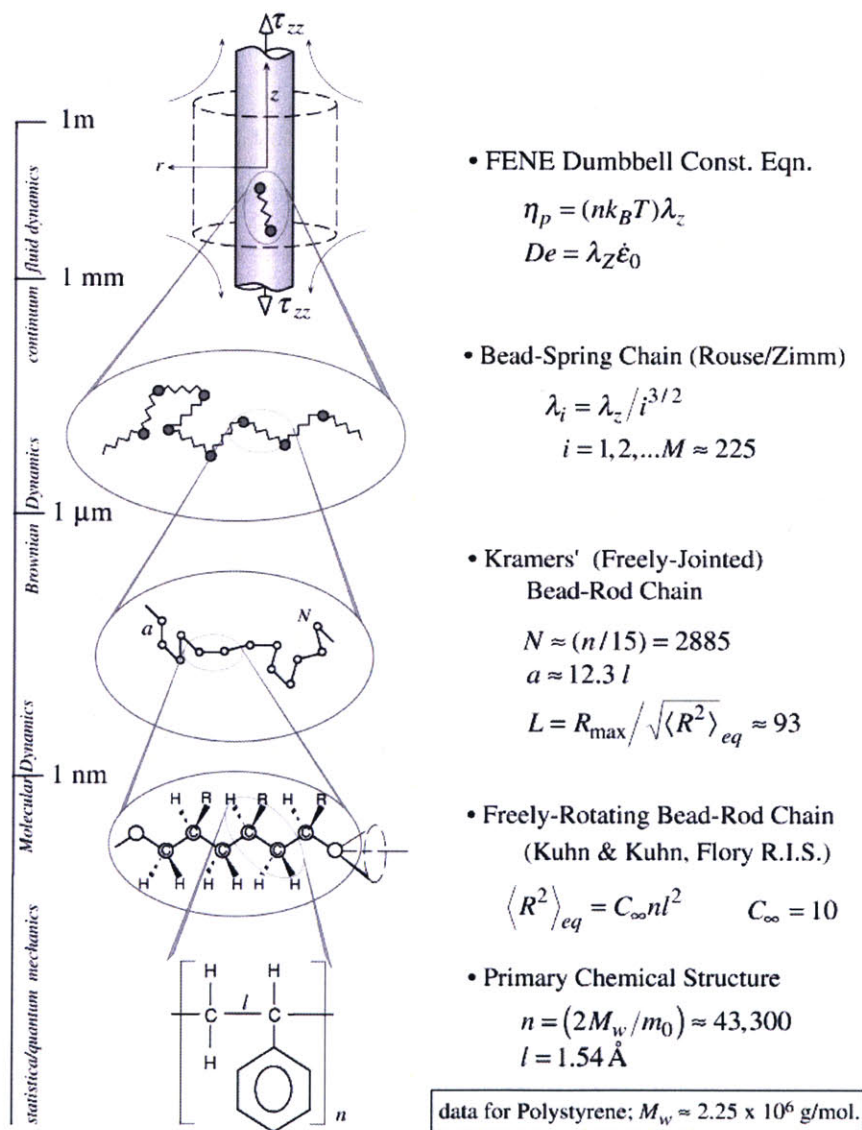 τzz
z
r
τzz
1m
1 mm
1 μm
1 nm
continuum fluid dynamics
Brownian Dynamics
Molecular Dynamics
statistical/quantum mechanics
• FENE Dumbbell Const. Eqn.
ηp = (nkBT)λz
De = λZ ε̇0
• Bead-Spring Chain (Rouse/Zimm)
λi = λz/i^3/2
i = 1,2,...M ≈ 225
a
N
• Kramers' (Freely-Jointed)
Bead-Rod Chain
N ≈ (n/15) = 2885
a ≈ 12.3 l
L = Rmax/√⟨R²⟩eq ≈ 93
H R H R H R
C C C C C C
H H H H H H
• Freely-Rotating Bead-Rod Chain
(Kuhn & Kuhn, Flory R.I.S.)
⟨R²⟩eq = C∞nl² C∞ = 10
H H
C l C
H
n
• Primary Chemical Structure
n = (2Mw/m0) ≈ 43,300
l = 1.54 Å
data for Polystyrene; Mw ≈ 2.25 x 10⁶ g/mol.